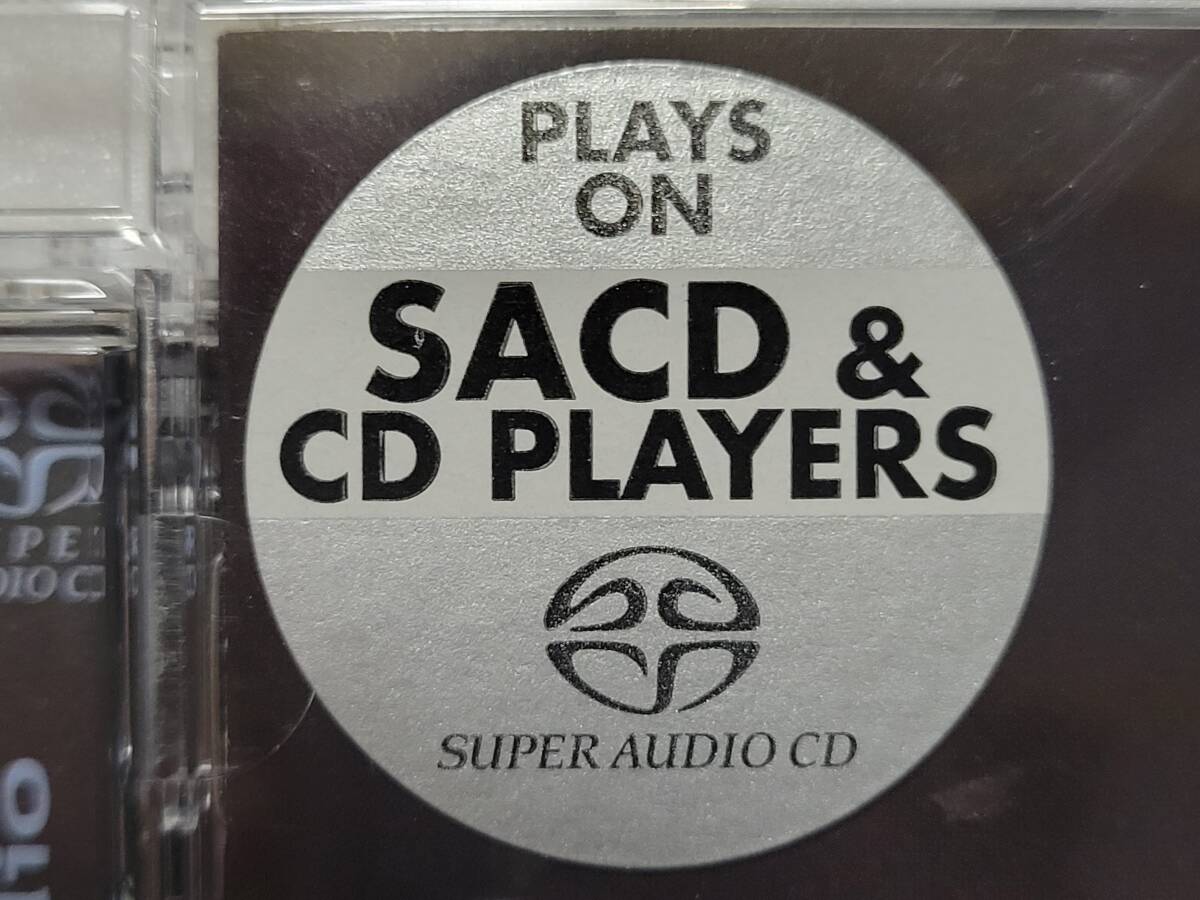 PLAYS
ON
SACD &
CD PLAYERS
SUPER AUDIO CD